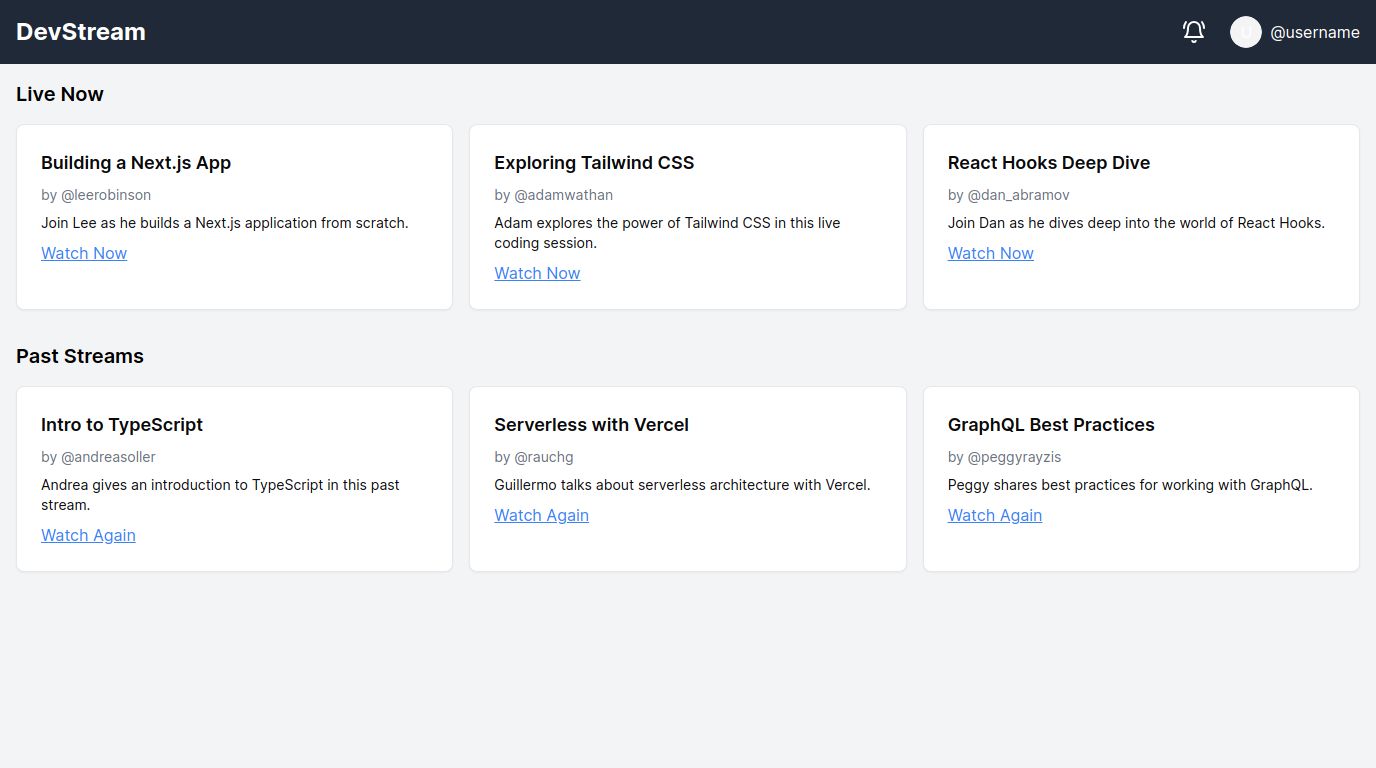 DevStream
@username
Live Now
Building a Next.js App
by @leerobinson
Join Lee as he builds a Next.js application from scratch.
Watch Now
Exploring Tailwind CSS
by @adamwathan
Adam explores the power of Tailwind CSS in this live
coding session.
Watch Now
React Hooks Deep Dive
by @dan_abramov
Join Dan as he dives deep into the world of React Hooks.
Watch Now
Past Streams
Intro to TypeScript
by @andreasoller
Andrea gives an introduction to TypeScript in this past
stream.
Watch Again
Serverless with Vercel
by @rauchg
Guillermo talks about serverless architecture with Vercel.
Watch Again
GraphQL Best Practices
by @peggyrayzis
Peggy shares best practices for working with GraphQL.
Watch Again